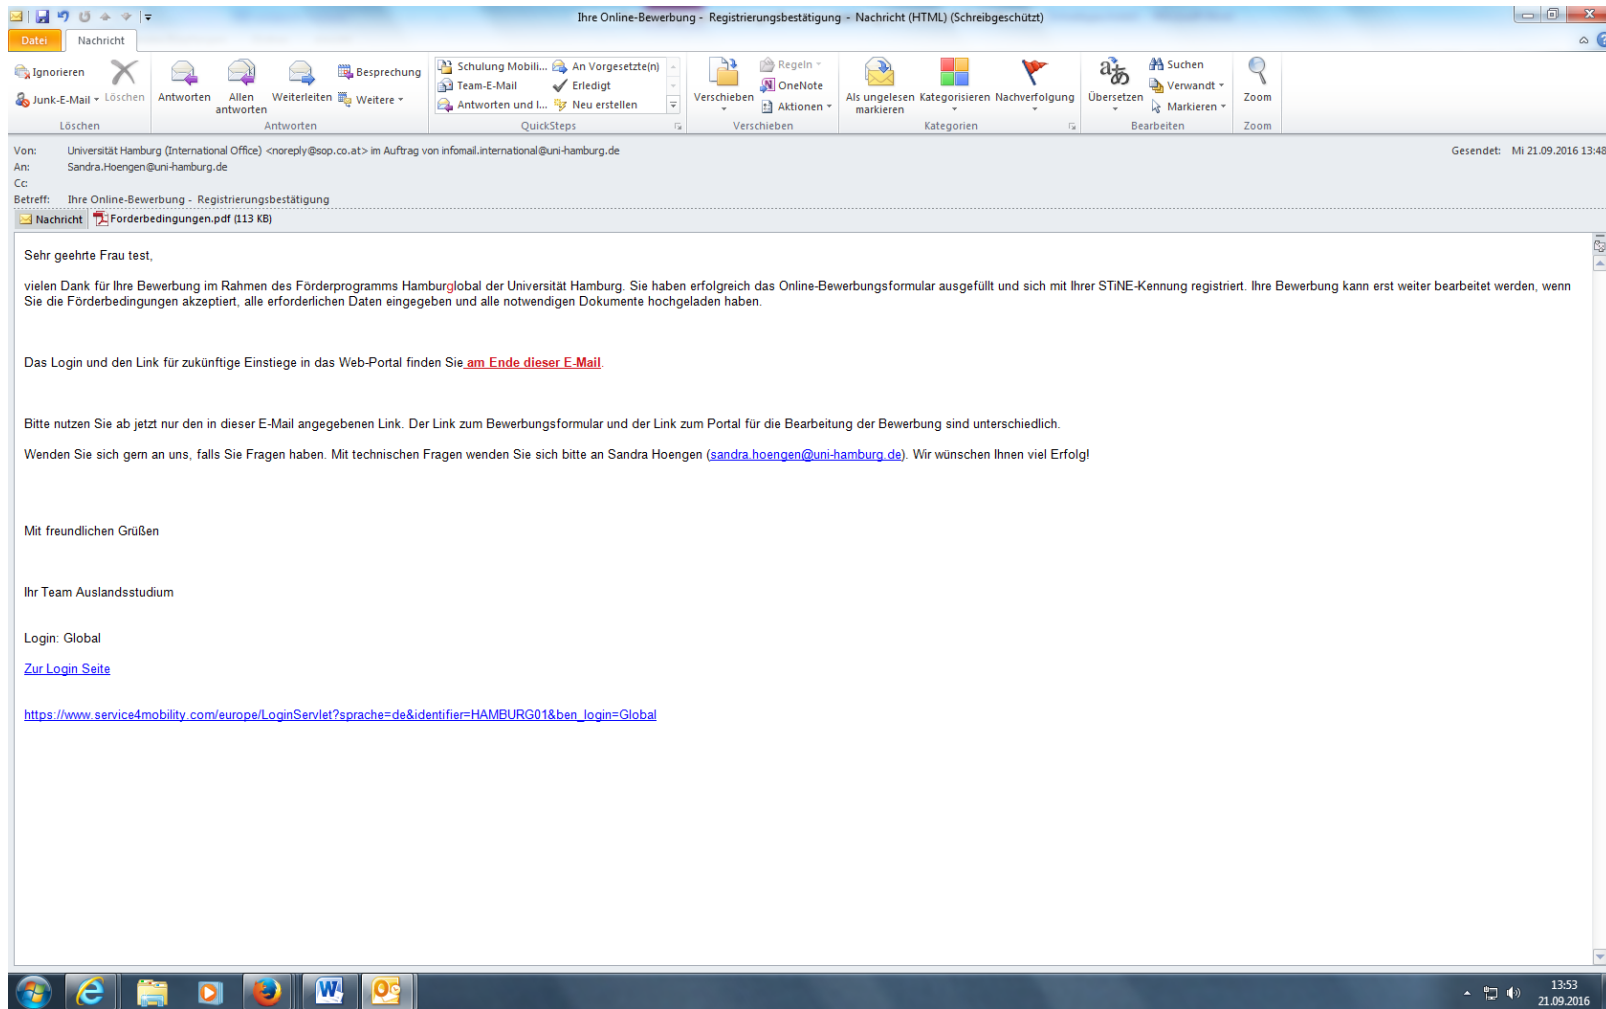 Ihre Online-Bewerbung - Registrierungsbestätigung - Nachricht (HTML) (Schreibgeschützt)
Datei Nachricht
Ignorieren
Junk-E-Mail
Löschen
Löschen
Antworten
Allen antworten
Weiterleiten
Besprechung
Weitere
Antworten
Schulung Mobili...
Team-E-Mail
Antworten und l...
An Vorgesetzte(n)
Erledigt
Neu erstellen
QuickSteps
Verschieben
Regeln
OneNote
Aktionen
Verschieben
Als ungelesen markieren
Kategorisieren
Nachverfolgung
Kategorien
Übersetzen
Suchen
Verwandt
Markieren
Bearbeiten
Zoom
Zoom
Von: Universität Hamburg (International Office) <noreply@sop.co.at> im Auftrag von infomail.international@uni-hamburg.de
Gesendet: Mi 21.09.2016 13:48
An: Sandra.Hoengen@uni-hamburg.de
Cc:
Betreff: Ihre Online-Bewerbung - Registrierungsbestätigung
Nachricht Forderbedingungen.pdf (113 KB)
Sehr geehrte Frau test,
vielen Dank für Ihre Bewerbung im Rahmen des Förderprogramms Hamburglobal der Universität Hamburg. Sie haben erfolgreich das Online-Bewerbungsformular ausgefüllt und sich mit Ihrer STiNE-Kennung registriert. Ihre Bewerbung kann erst weiter bearbeitet werden, wenn
Sie die Förderbedingungen akzeptiert, alle erforderlichen Daten eingegeben und alle notwendigen Dokumente hochgeladen haben.
Das Login und den Link für zukünftige Einstiege in das Web-Portal finden Sie am Ende dieser E-Mail.
Bitte nutzen Sie ab jetzt nur den in dieser E-Mail angegebenen Link. Der Link zum Bewerbungsformular und der Link zum Portal für die Bearbeitung der Bewerbung sind unterschiedlich.
Wenden Sie sich gern an uns, falls Sie Fragen haben. Mit technischen Fragen wenden Sie sich bitte an Sandra Hoengen (sandra.hoengen@uni-hamburg.de). Wir wünschen Ihnen viel Erfolg!
Mit freundlichen Grüßen
Ihr Team Auslandsstudium
Login: Global
Zur Login Seite
https://www.service4mobility.com/europe/LoginServlet?sprache=de&identifier=HAMBURG01&ben_login=Global
13:53
21.09.2016